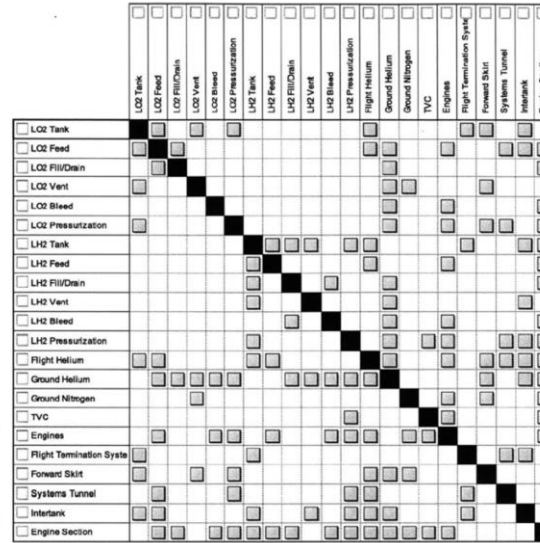 LO2 Tank
LO2 Feed
LO2 Fill/Drain
LO2 Vent
LO2 Bleed
LO2 Pressurization
LH2 Tank
LH2 Feed
LH2 Fill/Drain
LH2 Vent
LH2 Bleed
LH2 Pressurization
Flight Helium
Ground Helium
Ground Nitrogen
TVC
Engines
Flight Termination Syste
Forward Skirt
Systems Tunnel
Intertank
LO2 Tank
LO2 Feed
LO2 Fill/Drain
LO2 Vent
LO2 Bleed
LO2 Pressurization
LH2 Tank
LH2 Feed
LH2 Fill/Drain
LH2 Vent
LH2 Bleed
LH2 Pressurization
Flight Helium
Ground Helium
Ground Nitrogen
TVC
Engines
Flight Termination Syste
Forward Skirt
Systems Tunnel
Intertank
Engine Section